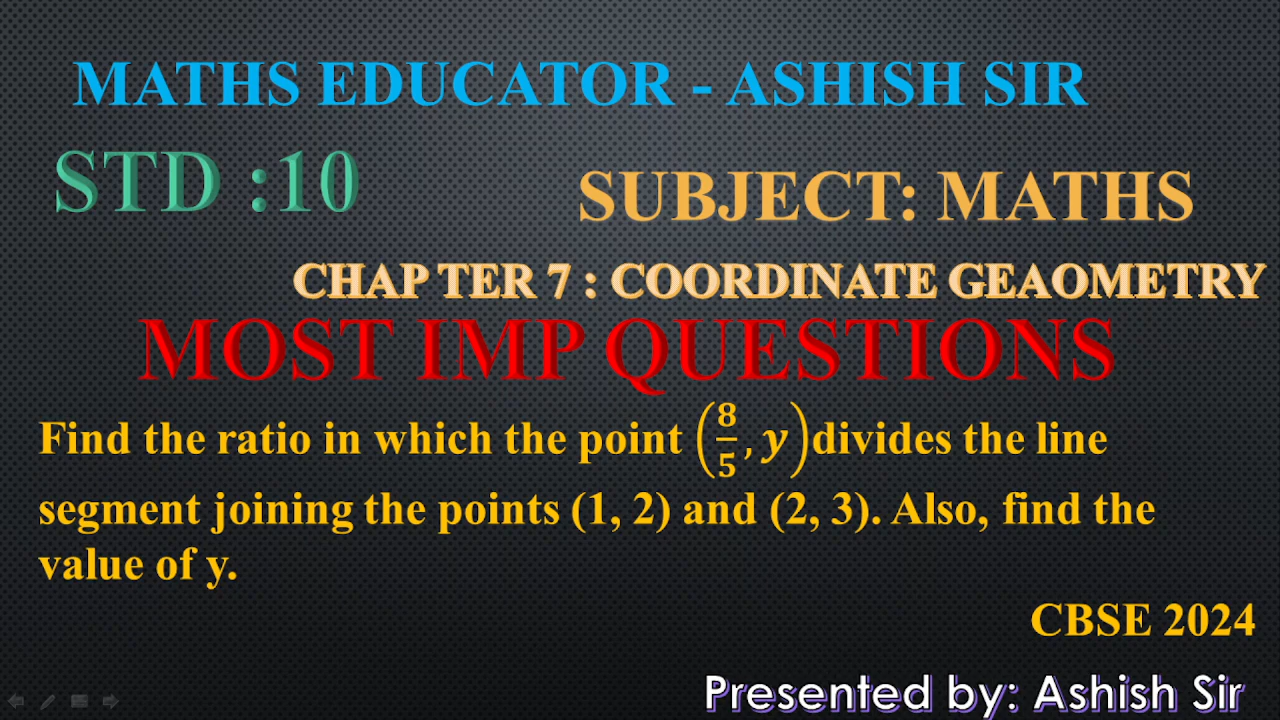 MATHS EDUCATOR - ASHISH SIR
STD :10
SUBJECT: MATHS
CHAP TER 7 : COORDINATE GEAOMETRY
MOST IMP QUESTIONS
Find the ratio in which the point (8/5, y)divides the line
segment joining the points (1, 2) and (2, 3). Also, find the
value of y.
CBSE 2024
Presented by: Ashish Sir